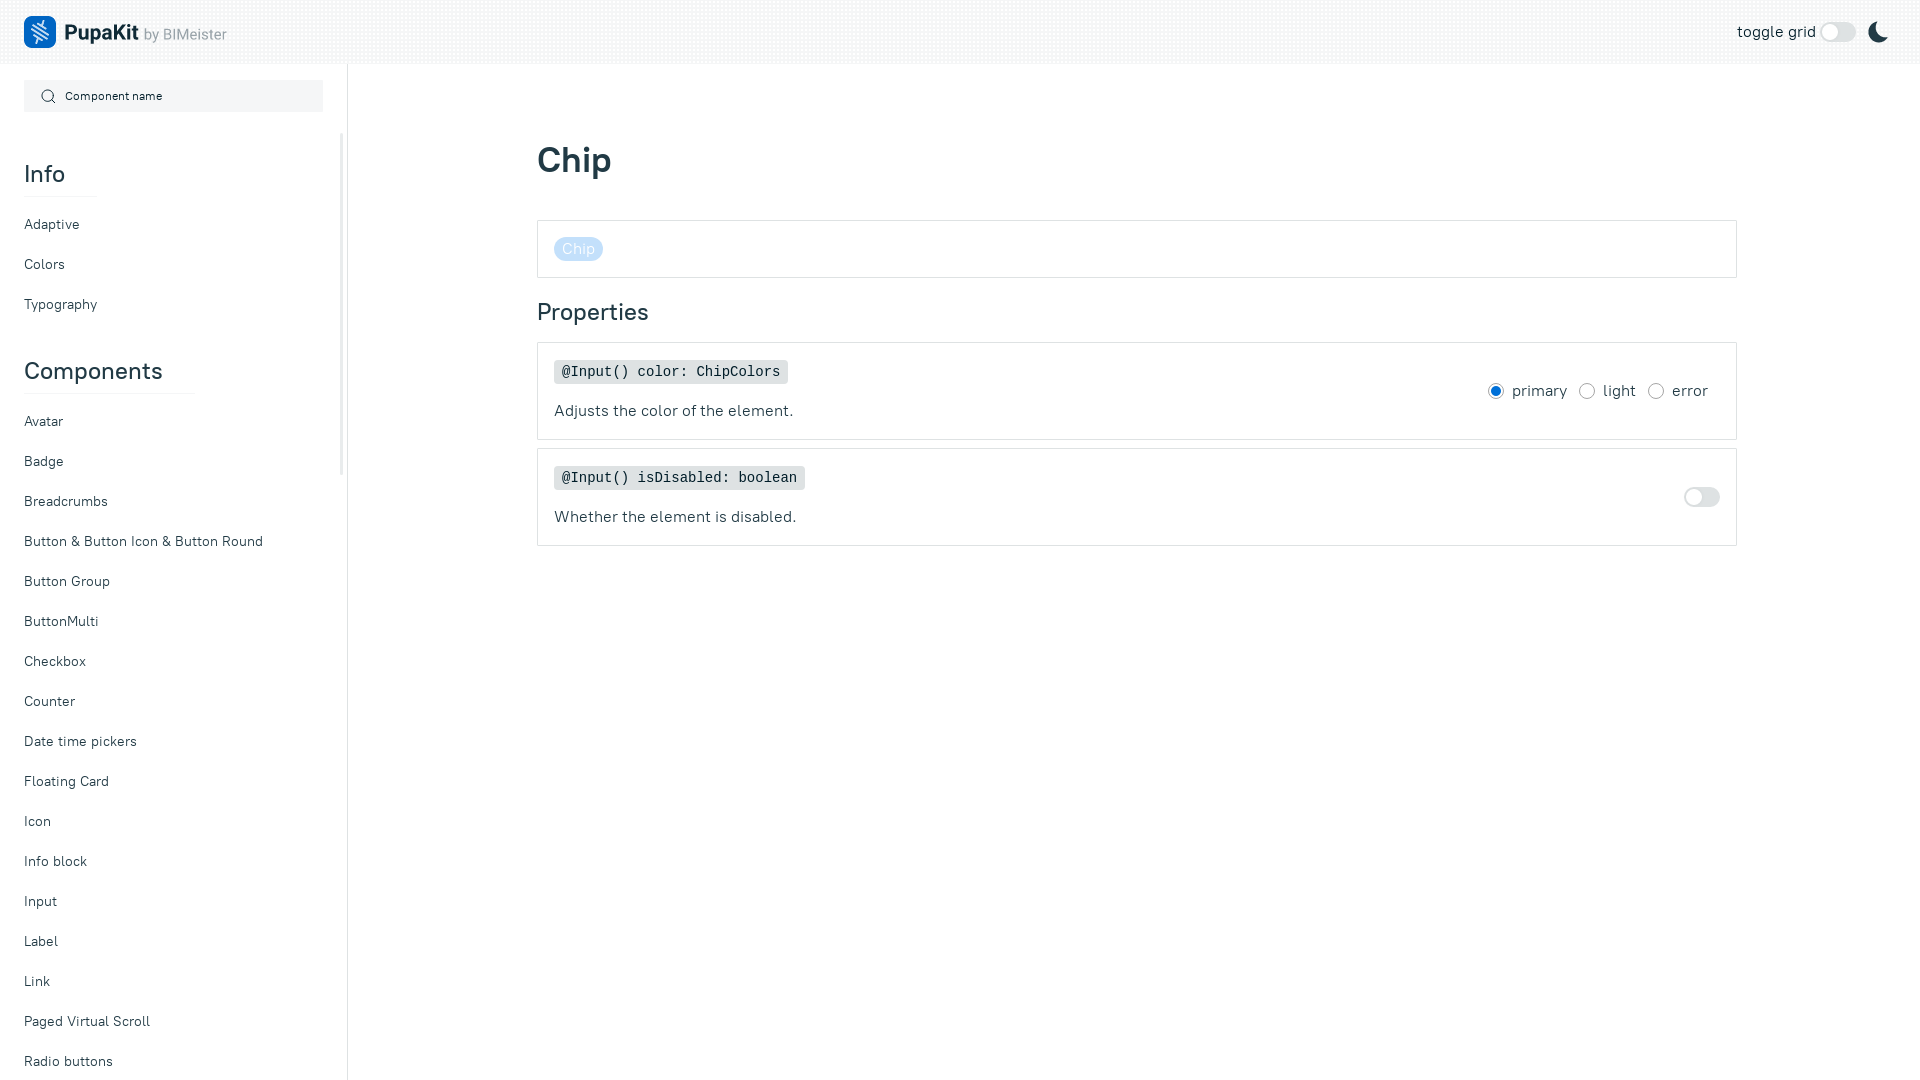 PupaKit by BIMeister
toggle grid
Component name
Info
Adaptive
Colors
Typography
Components
Avatar
Badge
Breadcrumbs
Button & Button Icon & Button Round
Button Group
ButtonMulti
Checkbox
Counter
Date time pickers
Floating Card
Icon
Info block
Input
Label
Link
Paged Virtual Scroll
Radio buttons
Chip
Chip
Properties
@Input() color: ChipColors
Adjusts the color of the element.
primary light error
@Input() isDisabled: boolean
Whether the element is disabled.